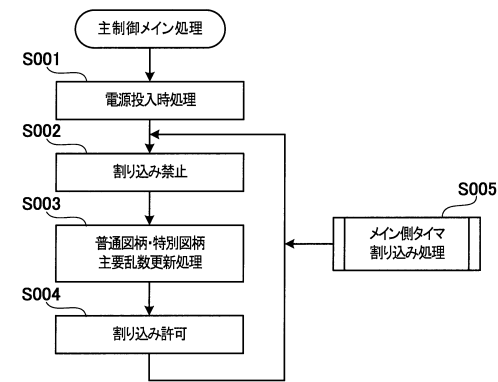 主制御メイン処理
S001
電源投入時処理
S002
割り込み禁止
S003
普通図柄・特別図柄
主要乱数更新処理
S004
割り込み許可
S005
メイン側タイマ
割り込み処理